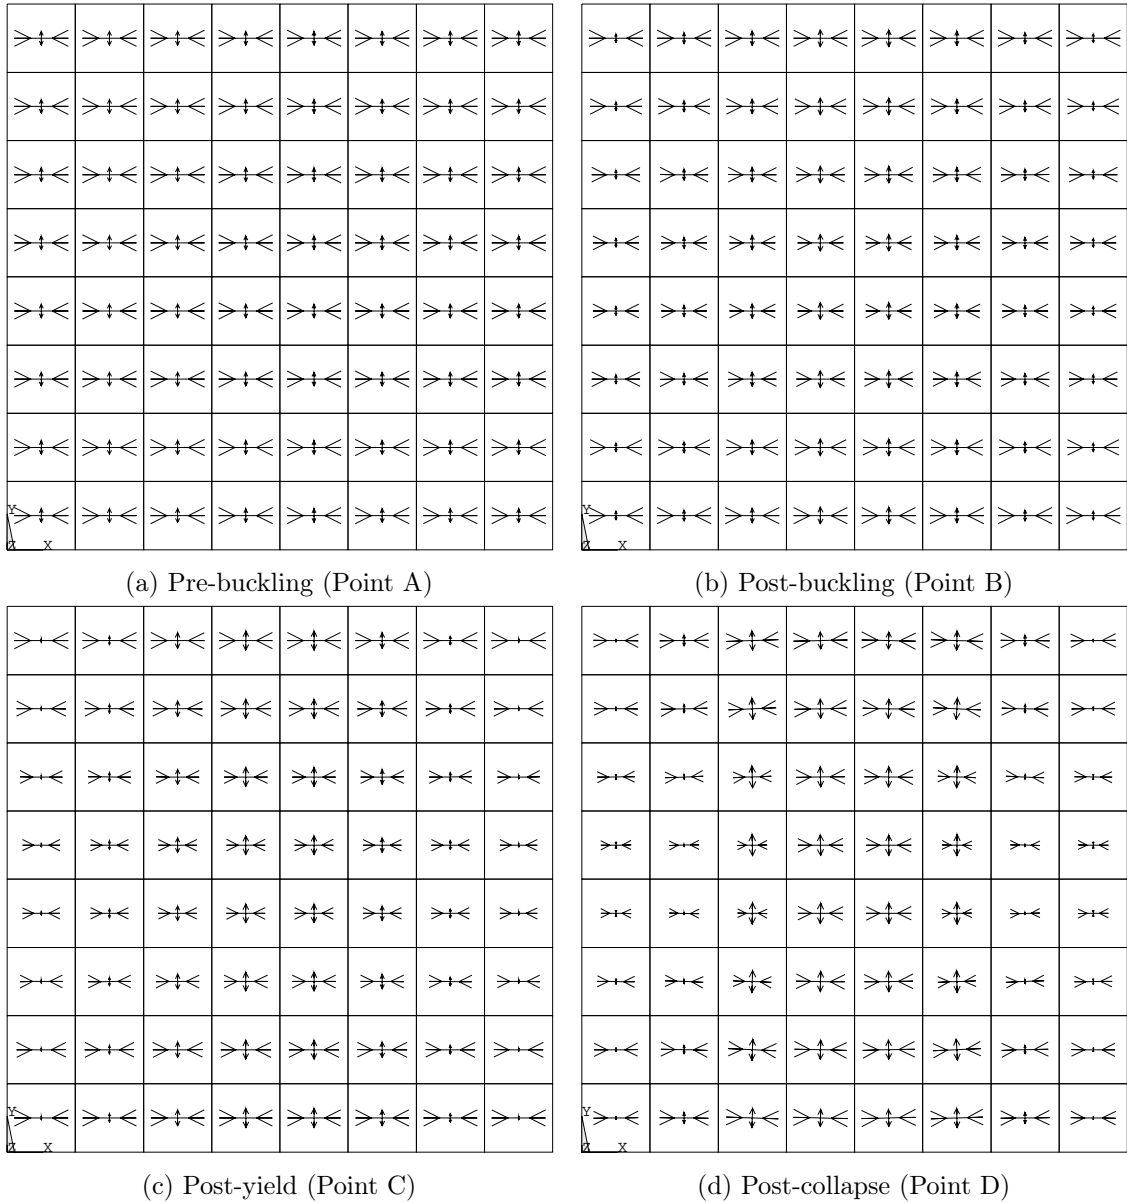 Y
Z X
Y
Z X
(a) Pre-buckling (Point A)
(b) Post-buckling (Point B)
Y
Z X
Y
Z X
(c) Post-yield (Point C)
(d) Post-collapse (Point D)